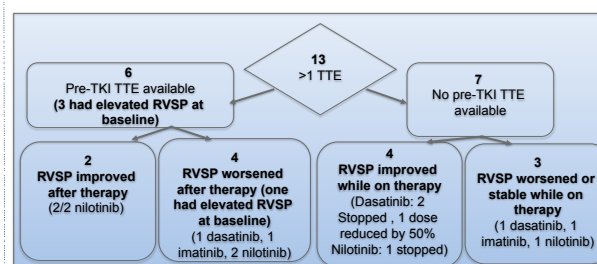 13
>1 TTE
6
Pre-TKI TTE available
(3 had elevated RVSP at
baseline)
7
No pre-TKI TTE
available
2
RVSP improved
after therapy
(2/2 nilotinib)
4
RVSP worsened
after therapy (one
had elevated RVSP
at baseline)
(1 dasatinib, 1
imatinib, 2 nilotinib)
4
RVSP improved
while on therapy
(Dasatinib: 2
Stopped , 1 dose
reduced by 50%
Nilotinib: 1 stopped)
3
RVSP worsened or
stable while on
therapy
(1 dasatinib, 1
imatinib, 1 nilotinib)